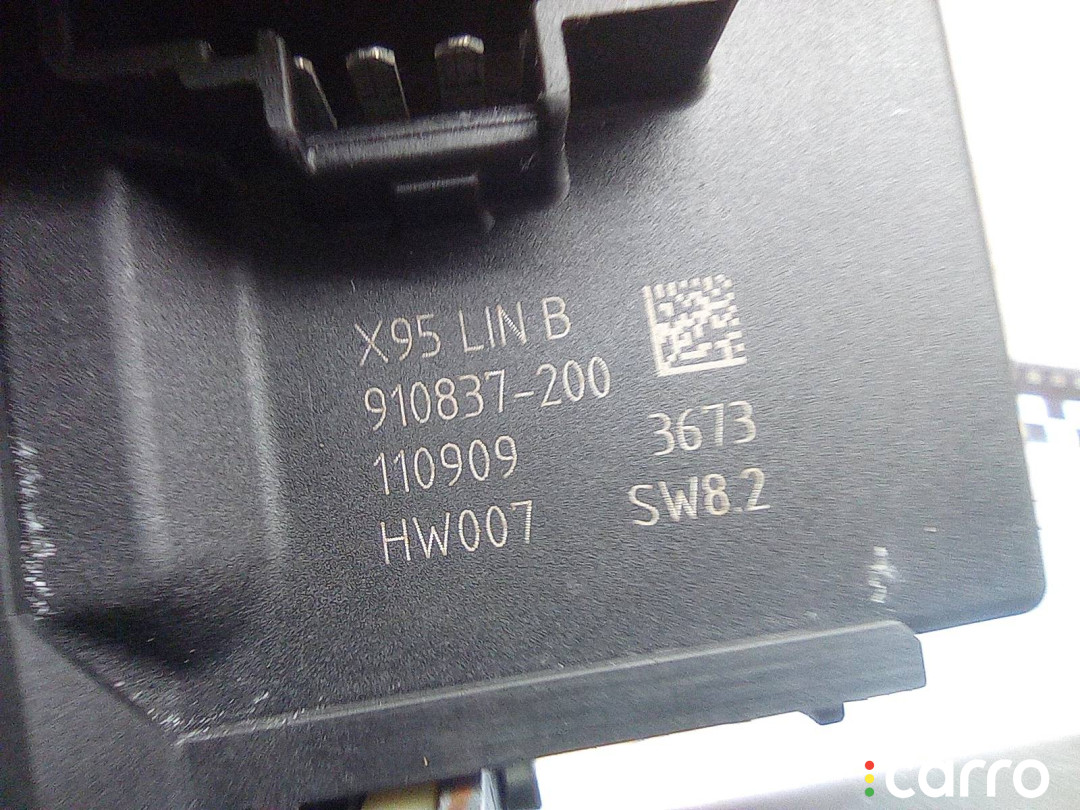 X95 LIN B
910837-200
110909 3673
HW007 SW8.2
carro